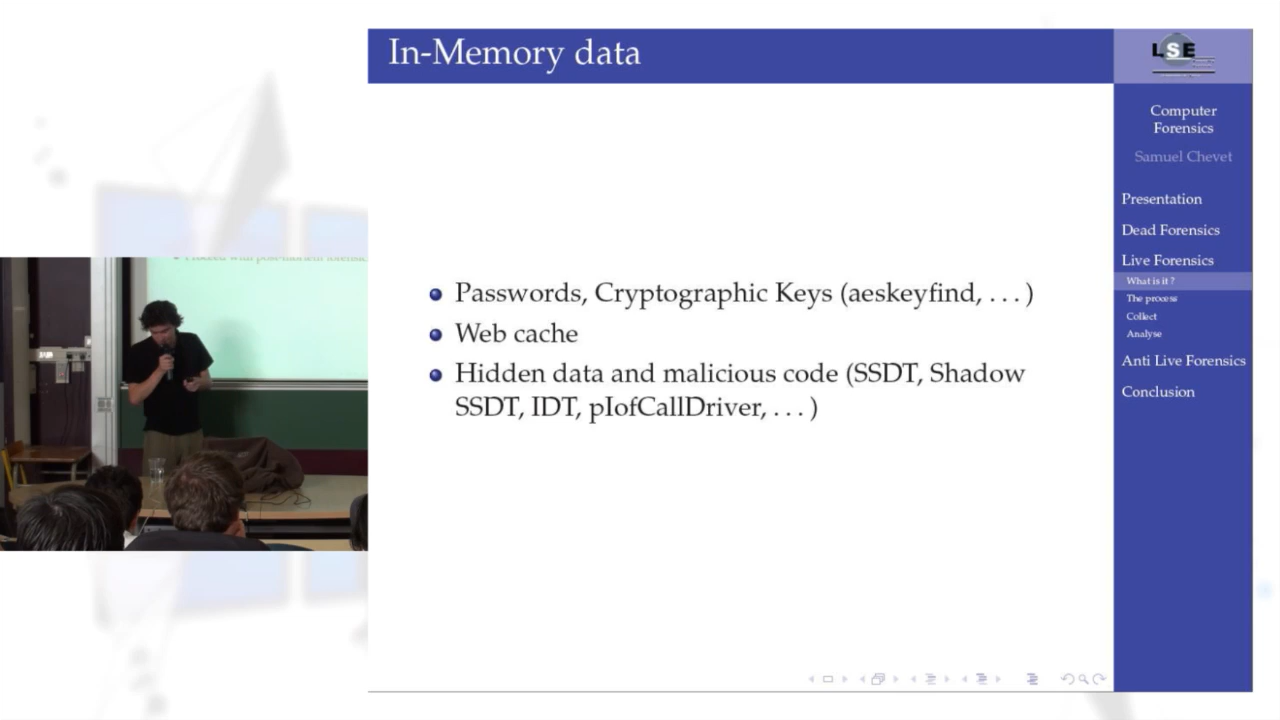 In-Memory data
Passwords, Cryptographic Keys (aeskeyfind, . . . )
Web cache
Hidden data and malicious code (SSDT, Shadow
SSDT, IDT, pIofCallDriver, . . . )
LSE
Computer
Forensics
Samuel Chevet
Presentation
Dead Forensics
Live Forensics
What is it ?
The process
Collect
Analyse
Anti Live Forensics
Conclusion